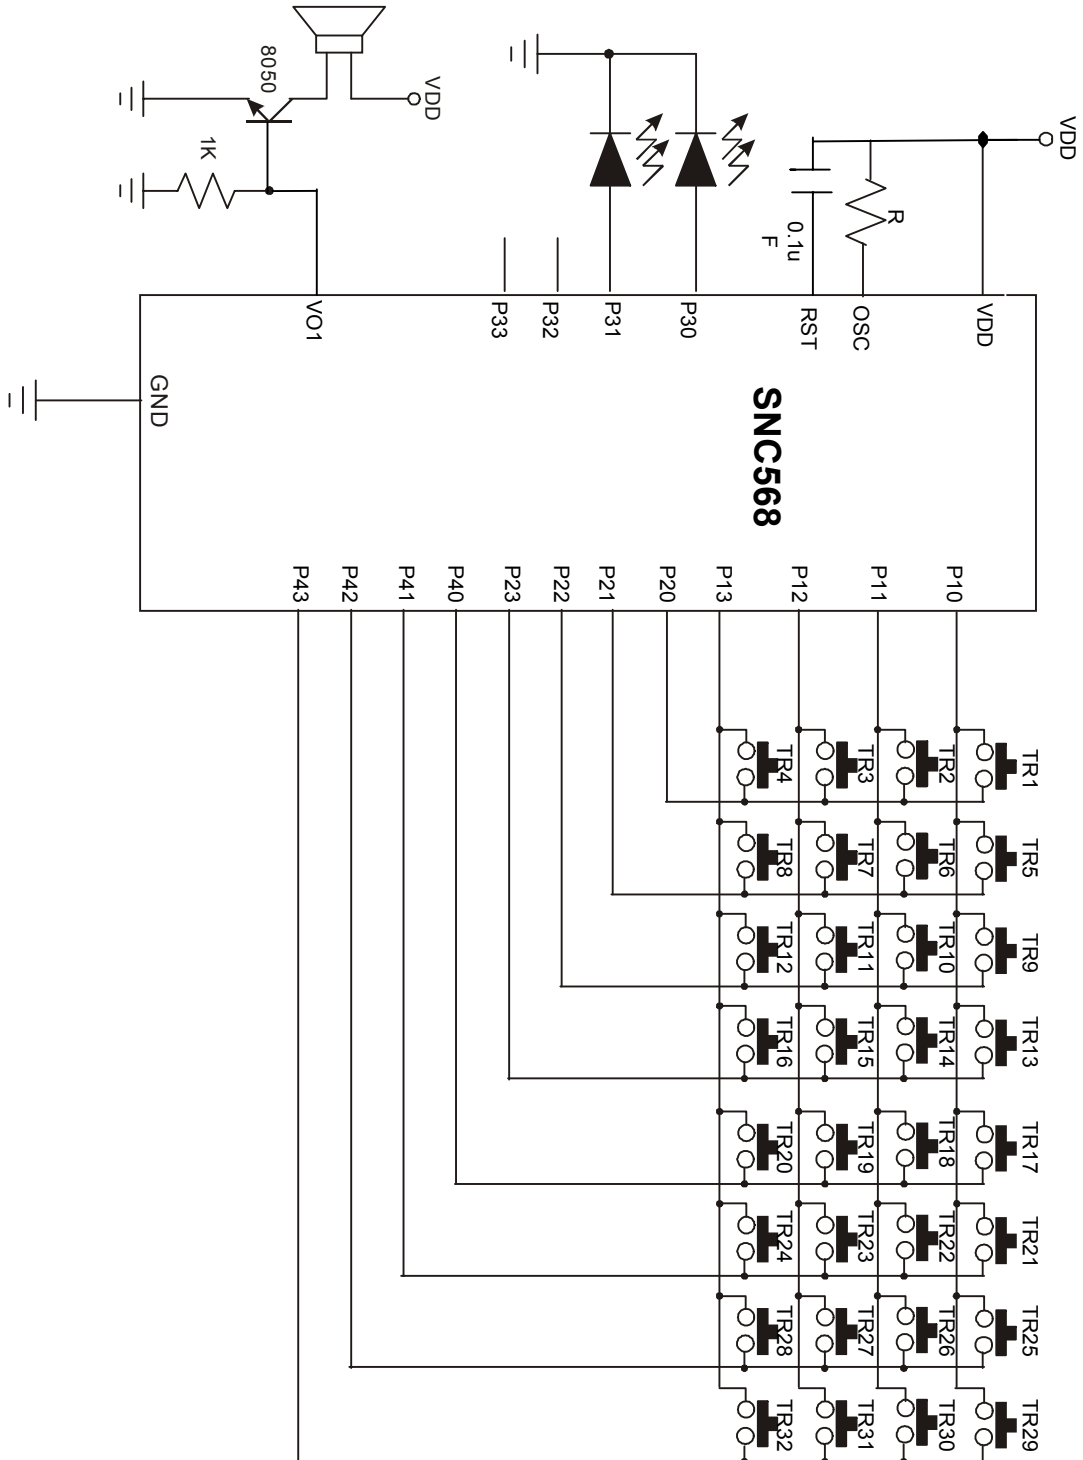 VDD
R
0.1u
F
VDD
8050
1K
VDD
OSC
RST
P30
P31
P32
P33
VO1
GND
SNC568
P10
P11
P12
P13
P20
P21
P22
P23
P40
P41
P42
P43
TR1
TR2
TR3
TR4
TR5
TR6
TR7
TR8
TR9
TR10
TR11
TR12
TR13
TR14
TR15
TR16
TR17
TR18
TR19
TR20
TR21
TR22
TR23
TR24
TR25
TR26
TR27
TR28
TR29
TR30
TR31
TR32